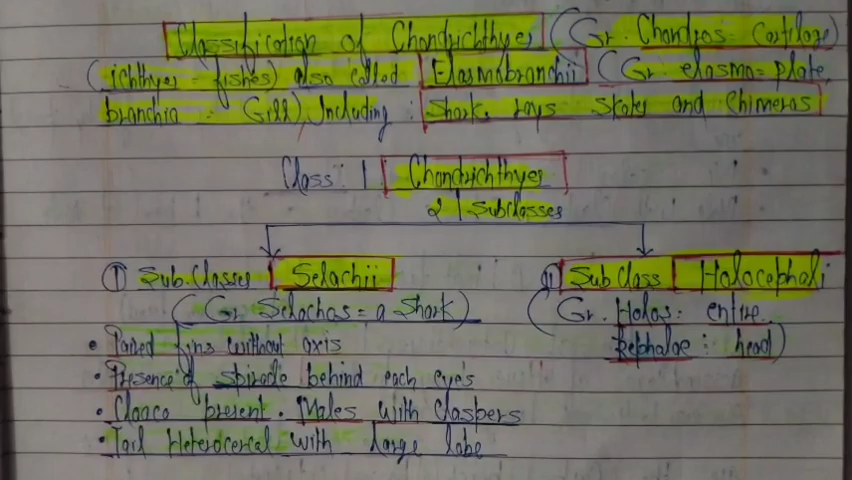 Classification of Chondrichthyes (Gr. Chondros = Cartilage)
(ichthyes = fishes) also called Elasmobranchii (Gr. elasmo = plate,
branchia : Gill). Including : Shark, rays skates and Chimeras
Class : 1 Chondrichthyes
2 | Subclasses
① Sub.Classes Selachii
(Gr. Selachos = a Shark)
• Paired fins without axis
• Presence of spiracle behind each eye's
• Cloaca present. Males with Claspers
• Tail Heterocercal with large lobe
Sub Class Holocephali
(Gr. Holos : entire
kephalae : head)